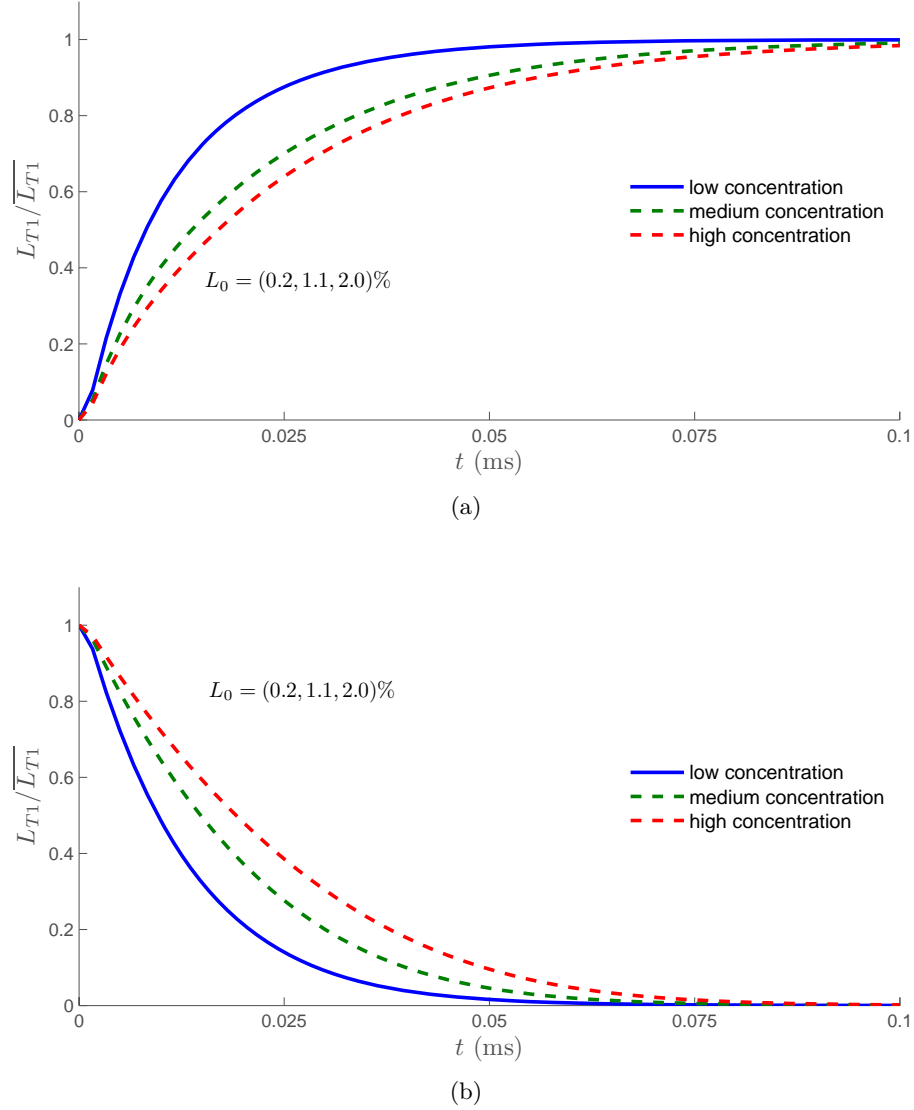 1
0.8
0.6
0.4
0.2
0
$L_{T1}/\overline{L_{T1}}$
low concentration
medium concentration
high concentration
$L_0 = (0.2, 1.1, 2.0)\%$
0 0.025 0.05 0.075 0.1
$t$ (ms)
(a)
1
0.8
0.6
0.4
0.2
0
$L_{T1}/\overline{L_{T1}}$
$L_0 = (0.2, 1.1, 2.0)\%$
low concentration
medium concentration
high concentration
0 0.025 0.05 0.075 0.1
$t$ (ms)
(b)